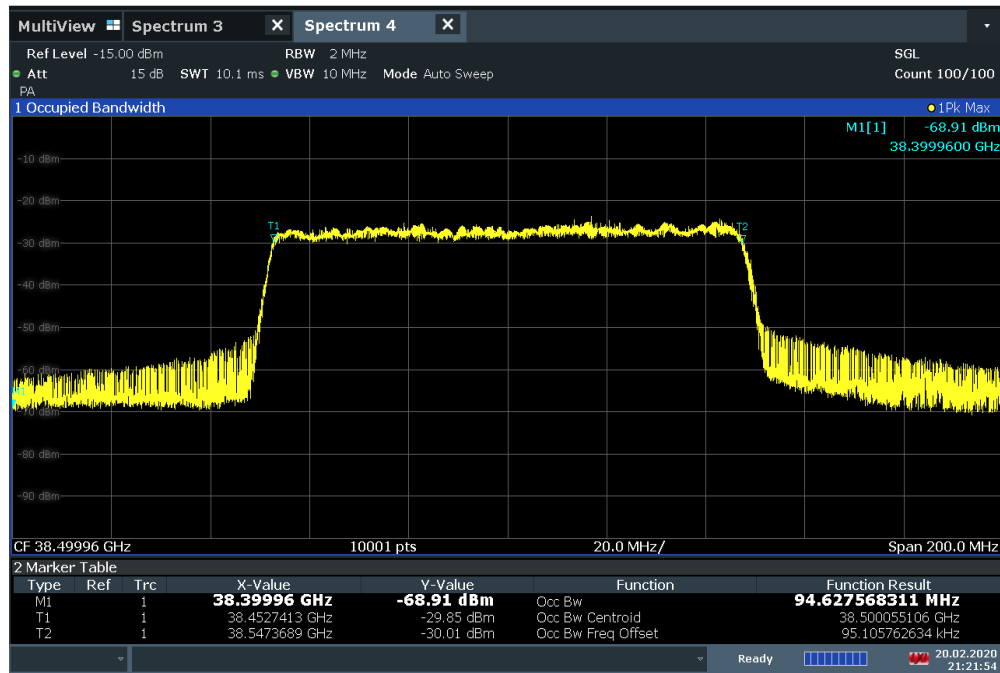 MultiView Spectrum 3 X Spectrum 4 X
Ref Level -15.00 dBm RBW 2 MHz SGL
Att 15 dB SWT 10.1 ms VBW 10 MHz Mode Auto Sweep Count 100/100
PA
1 Occupied Bandwidth 1Pk Max
M1[1] -68.91 dBm
38.3999600 GHz
-10 dBm
-20 dBm
T1 T2
-30 dBm
-40 dBm
-50 dBm
-60 dBm
M1
-70 dBm
-80 dBm
-90 dBm
CF 38.49996 GHz 10001 pts 20.0 MHz/ Span 200.0 MHz
2 Marker Table
Type Ref Trc X-Value Y-Value Function Function Result
M1 1 38.39996 GHz -68.91 dBm Occ Bw 94.627568311 MHz
T1 1 38.4527413 GHz -29.85 dBm Occ Bw Centroid 38.500055106 GHz
T2 1 38.5473689 GHz -30.01 dBm Occ Bw Freq Offset 95.105762634 kHz
Ready 20.02.2020
21:21:54